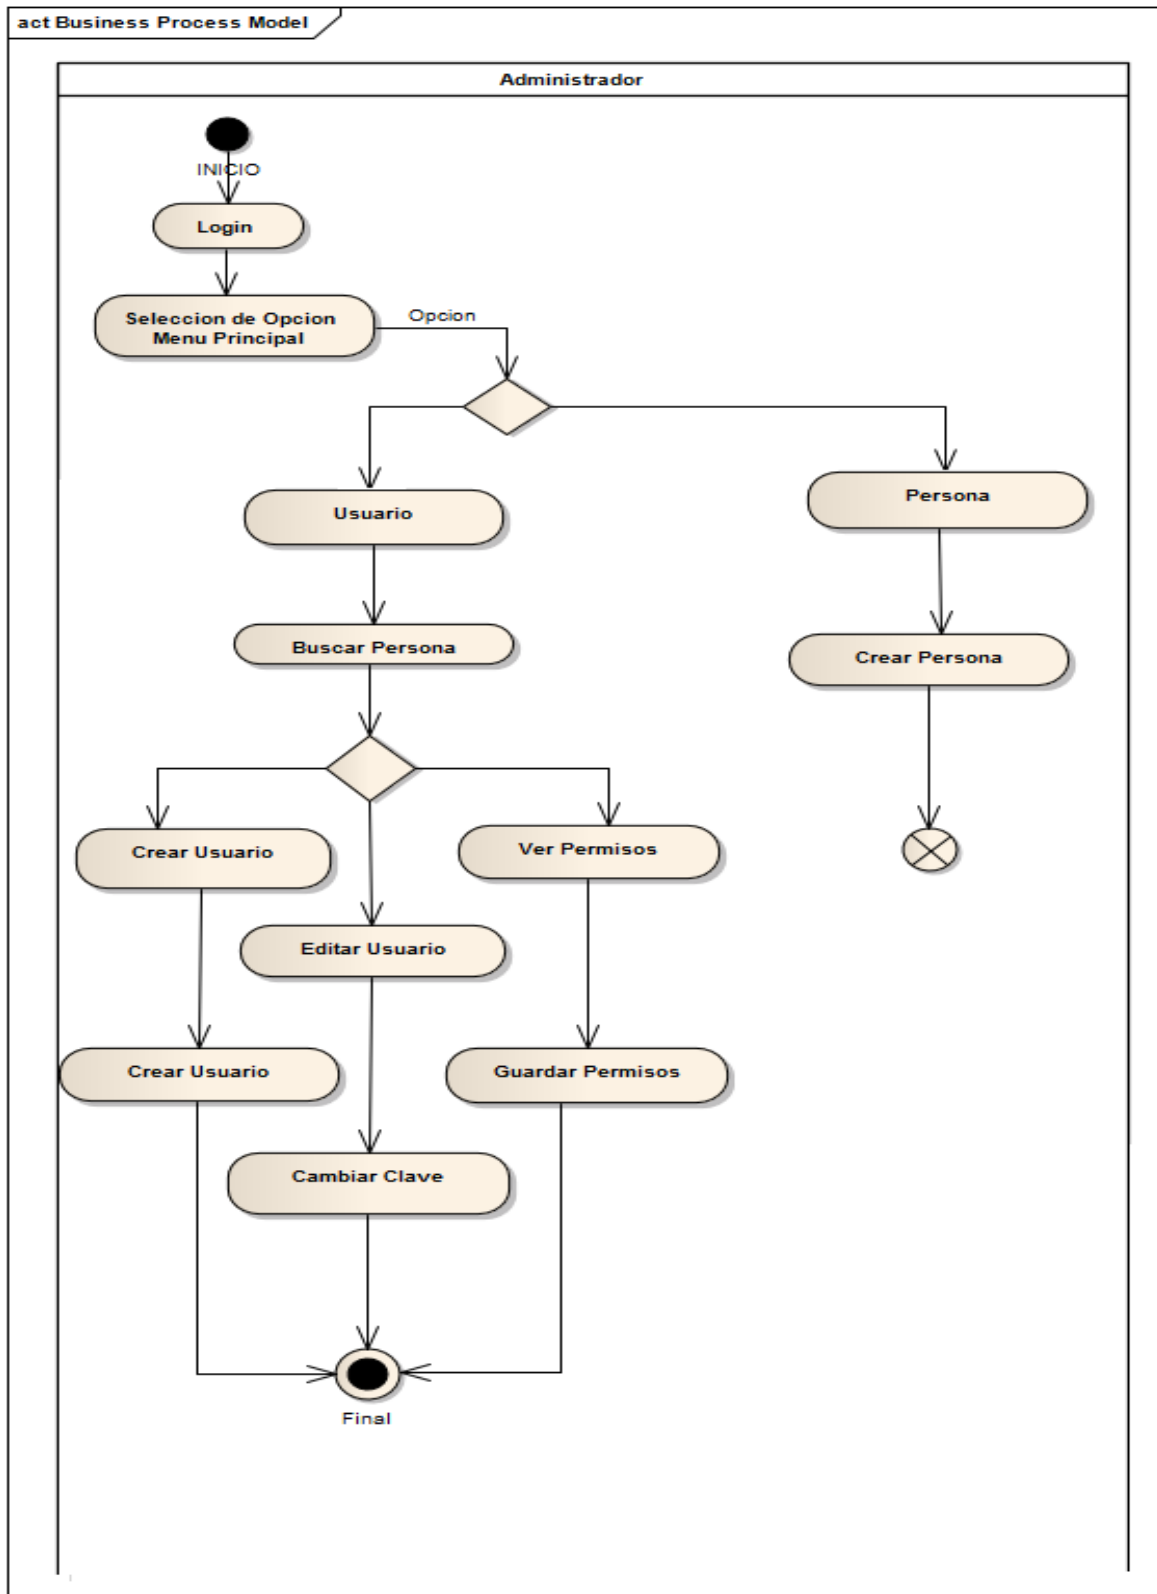 act Business Process Model
Administrador
INICIO
Login
Seleccion de Opcion
Menu Principal
Opcion
Usuario
Persona
Buscar Persona
Crear Persona
Crear Usuario
Ver Permisos
Editar Usuario
Crear Usuario
Guardar Permisos
Cambiar Clave
Final